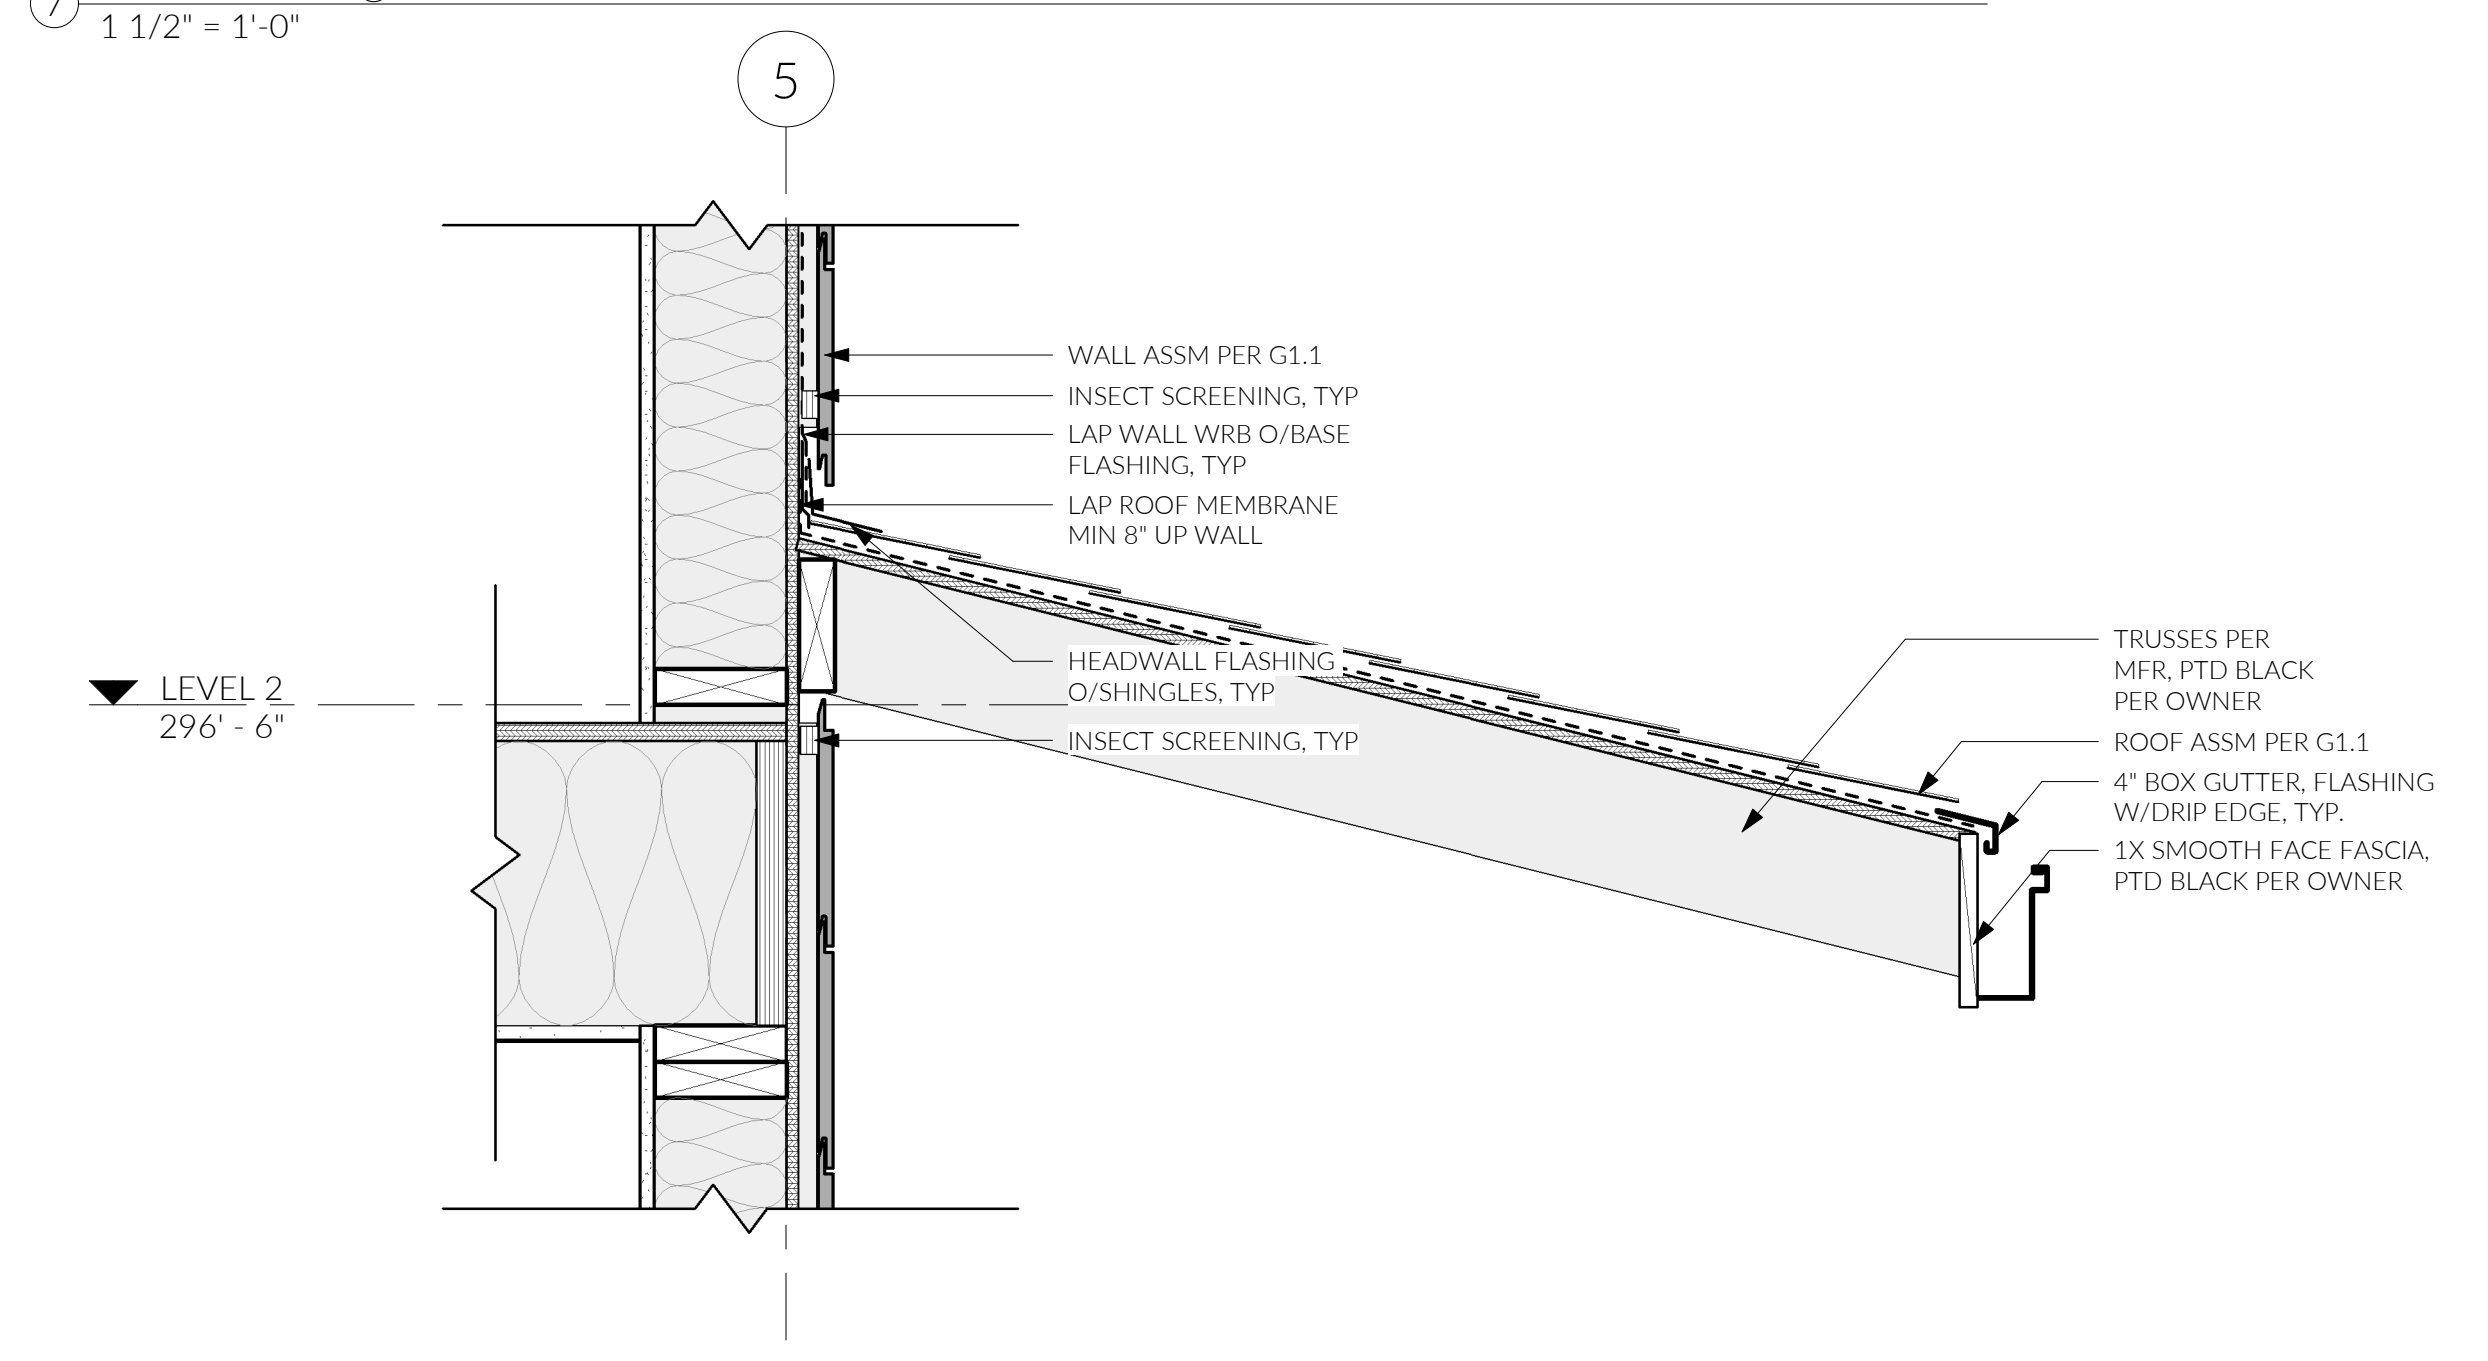 7
1 1/2" = 1'-0"
5
WALL ASSM PER G1.1
INSECT SCREENING, TYP
LAP WALL WRB O/BASE
FLASHING, TYP
LAP ROOF MEMBRANE
MIN 8" UP WALL
HEADWALL FLASHING
O/SHINGLES, TYP
INSECT SCREENING, TYP
LEVEL 2
296' - 6"
TRUSSES PER
MFR, PTD BLACK
PER OWNER
ROOF ASSM PER G1.1
4" BOX GUTTER, FLASHING
W/DRIP EDGE, TYP.
1X SMOOTH FACE FASCIA,
PTD BLACK PER OWNER